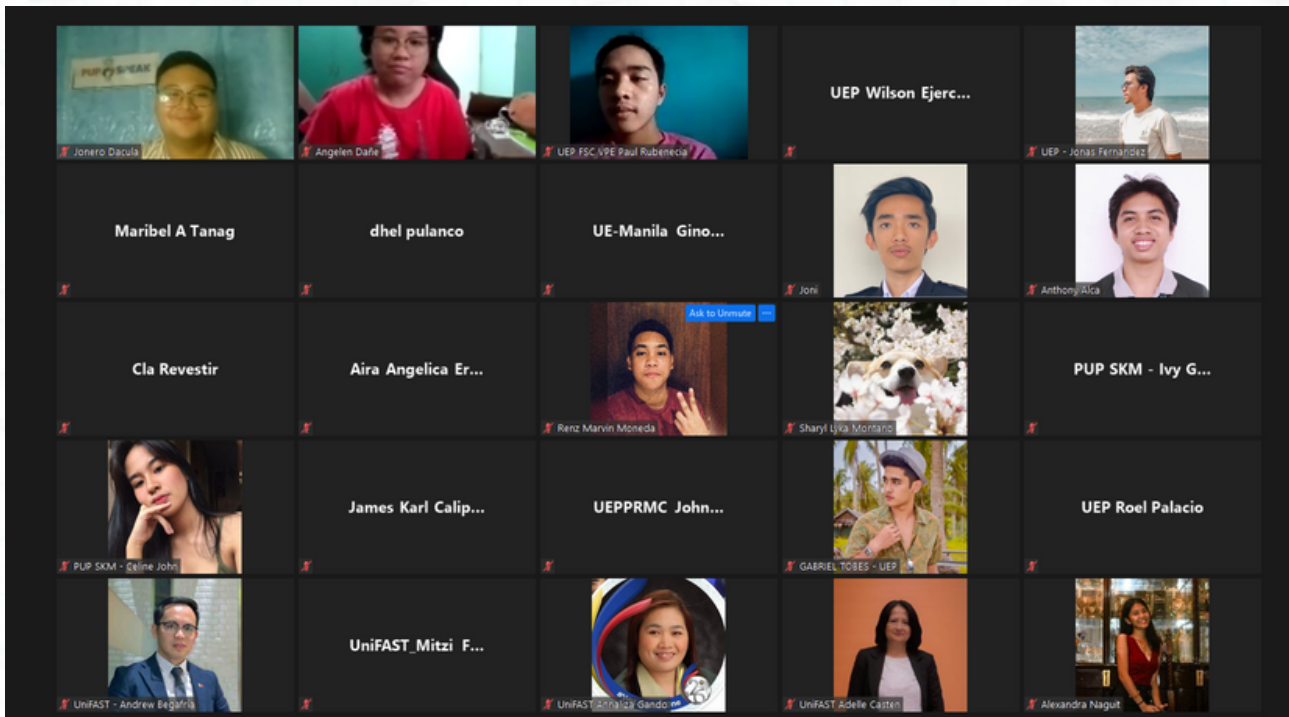 PUP SPEAK
Jonero Dacula
Angelen Dañe
UEP FSC VPE Paul Rubenecia
UEP Wilson Ejerc...
UEP - Jonas Fernandez
Maribel A Tanag
dhel pulanco
UE-Manila Gino...
Joni
Anthony Alca
Cla Revestir
Aira Angelica Er...
Ask to Unmute
Renz Marvin Moneda
Sharyl Lyka Montano
PUP SKM - Ivy G...
PUP SKM - Celine John
James Karl Calip...
UEPPRMC John...
GABRIEL TOBES - UEP
UEP Roel Palacio
UniFAST - Andrew Begafria
UniFAST_Mitzi F...
UniFAST Annaliza Gando
UniFAST Adelle Casten
Alexandra Naguit